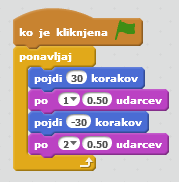 ko je kliknjena
ponavljaj
pojdi 30 korakov
po 1 0.50 udarcev
pojdi -30 korakov
po 2 0.50 udarcev